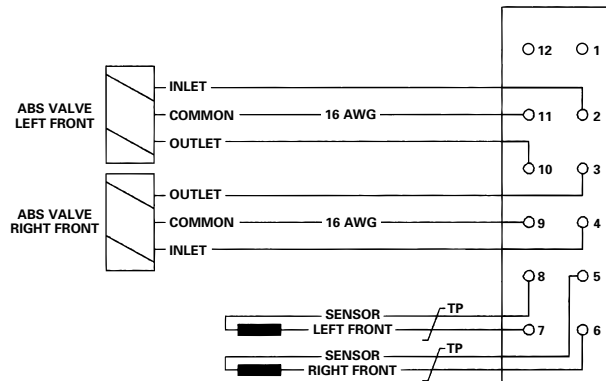 12 1
INLET
ABS VALVE
LEFT FRONT
COMMON 16 AWG 11 2
OUTLET
10 3
OUTLET
ABS VALVE
RIGHT FRONT
COMMON 16 AWG 9 4
INLET
8 5
SENSOR TP
LEFT FRONT 7 6
SENSOR TP
RIGHT FRONT